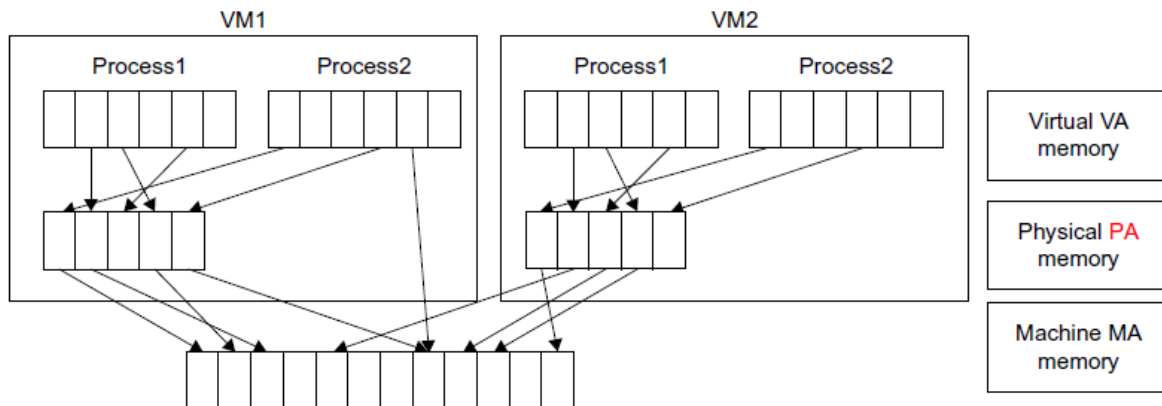 VM1
VM2
Process1
Process2
Process1
Process2
Virtual VA
memory
Physical PA
memory
Machine MA
memory